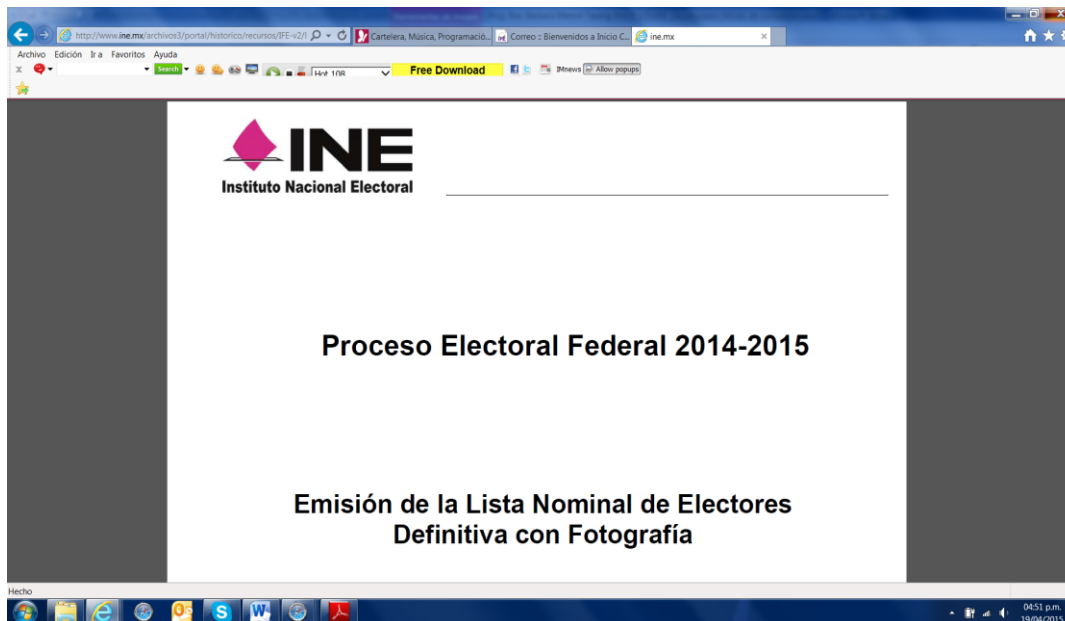 http://www.ine.mx/archivos3/portal/historico/recursos/IFE-v2/
Cartelera, Música, Programació...
Correo :: Bienvenidos a Inicio C...
ine.mx
Archivo Edición Ir a Favoritos Ayuda
Search
Hot 108
Free Download
IMnews
Allow popups
INE
Instituto Nacional Electoral
Proceso Electoral Federal 2014-2015
Emisión de la Lista Nominal de Electores
Definitiva con Fotografía
Hecho
04:51 p.m.
19/04/2015